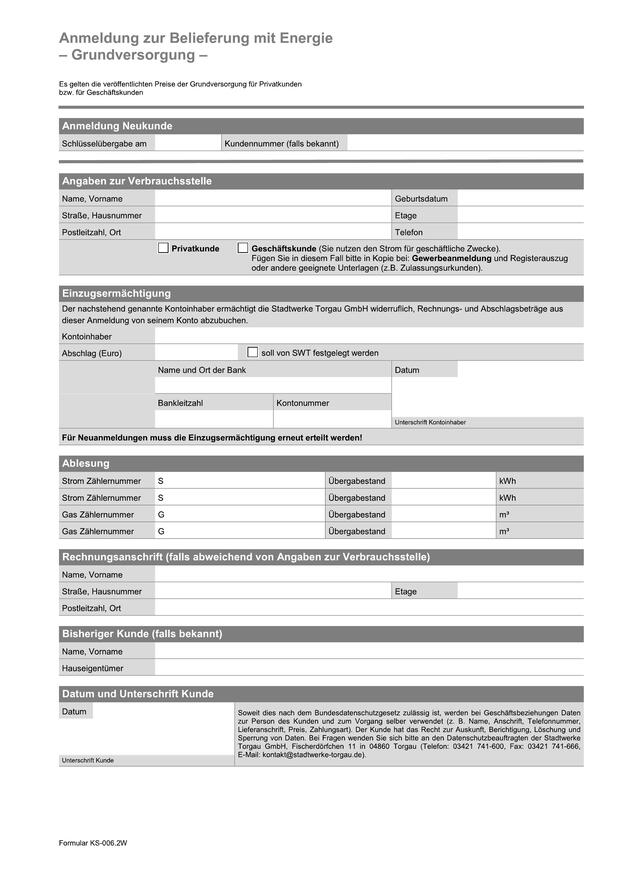 Anmeldung zur Belieferung mit Energie
– Grundversorgung –
Es gelten die veröffentlichten Preise der Grundversorgung für Privatkunden
bzw. für Geschäftskunden
Anmeldung Neukunde
Schlüsselübergabe am Kundennummer (falls bekannt)
Angaben zur Verbrauchsstelle
Name, Vorname Geburtsdatum
Straße, Hausnummer Etage
Postleitzahl, Ort Telefon
Privatkunde Geschäftskunde (Sie nutzen den Strom für geschäftliche Zwecke).
Fügen Sie in diesem Fall bitte in Kopie bei: Gewerbeanmeldung und Registerauszug
oder andere geeignete Unterlagen (z.B. Zulassungsurkunden).
Einzugsermächtigung
Der nachstehend genannte Kontoinhaber ermächtigt die Stadtwerke Torgau GmbH widerruflich, Rechnungs- und Abschlagsbeträge aus
dieser Anmeldung von seinem Konto abzubuchen.
Kontoinhaber
Abschlag (Euro) soll von SWT festgelegt werden
Name und Ort der Bank Datum
Bankleitzahl Kontonummer
Unterschrift Kontoinhaber
Für Neuanmeldungen muss die Einzugsermächtigung erneut erteilt werden!
Ablesung
Strom Zählernummer S Übergabestand kWh
Strom Zählernummer S Übergabestand kWh
Gas Zählernummer G Übergabestand m³
Gas Zählernummer G Übergabestand m³
Rechnungsanschrift (falls abweichend von Angaben zur Verbrauchsstelle)
Name, Vorname
Straße, Hausnummer Etage
Postleitzahl, Ort
Bisheriger Kunde (falls bekannt)
Name, Vorname
Hauseigentümer
Datum und Unterschrift Kunde
Datum
Soweit dies nach dem Bundesdatenschutzgesetz zulässig ist, werden bei Geschäftsbeziehungen Daten
zur Person des Kunden und zum Vorgang selber verwendet (z. B. Name, Anschrift, Telefonnummer,
Lieferanschrift, Preis, Zahlungsart). Der Kunde hat das Recht zur Auskunft, Berichtigung, Löschung und
Sperrung von Daten. Bei Fragen wenden Sie sich bitte an den Datenschutzbeauftragten der Stadtwerke
Torgau GmbH, Fischerdörfchen 11 in 04860 Torgau (Telefon: 03421 741-600, Fax: 03421 741-666,
E-Mail: kontakt@stadtwerke-torgau.de).
Unterschrift Kunde
Formular KS-006.2W